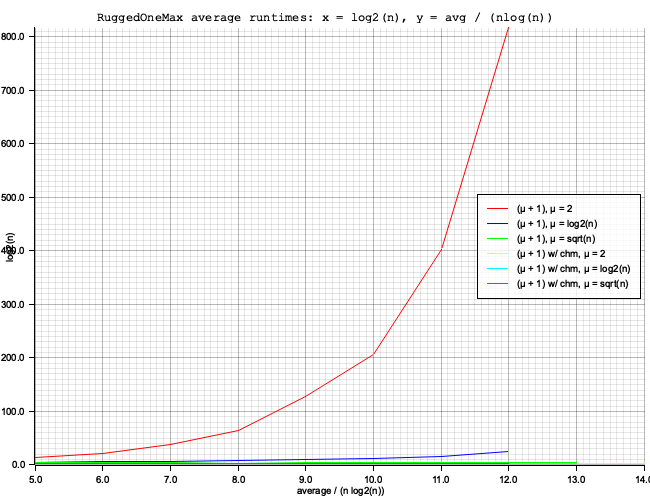 RuggedOneMax average runtimes: x = log2(n), y = avg / (nlog(n))
800.0
700.0
600.0
500.0
400.0
300.0
200.0
100.0
0.0
log2(n)
(μ + 1), μ = 2
(μ + 1), μ = log2(n)
(μ + 1), μ = sqrt(n)
(μ + 1) w/ chm, μ = 2
(μ + 1) w/ chm, μ = log2(n)
(μ + 1) w/ chm, μ = sqrt(n)
5.0 6.0 7.0 8.0 9.0 10.0 11.0 12.0 13.0 14.0
average / (n log2(n))